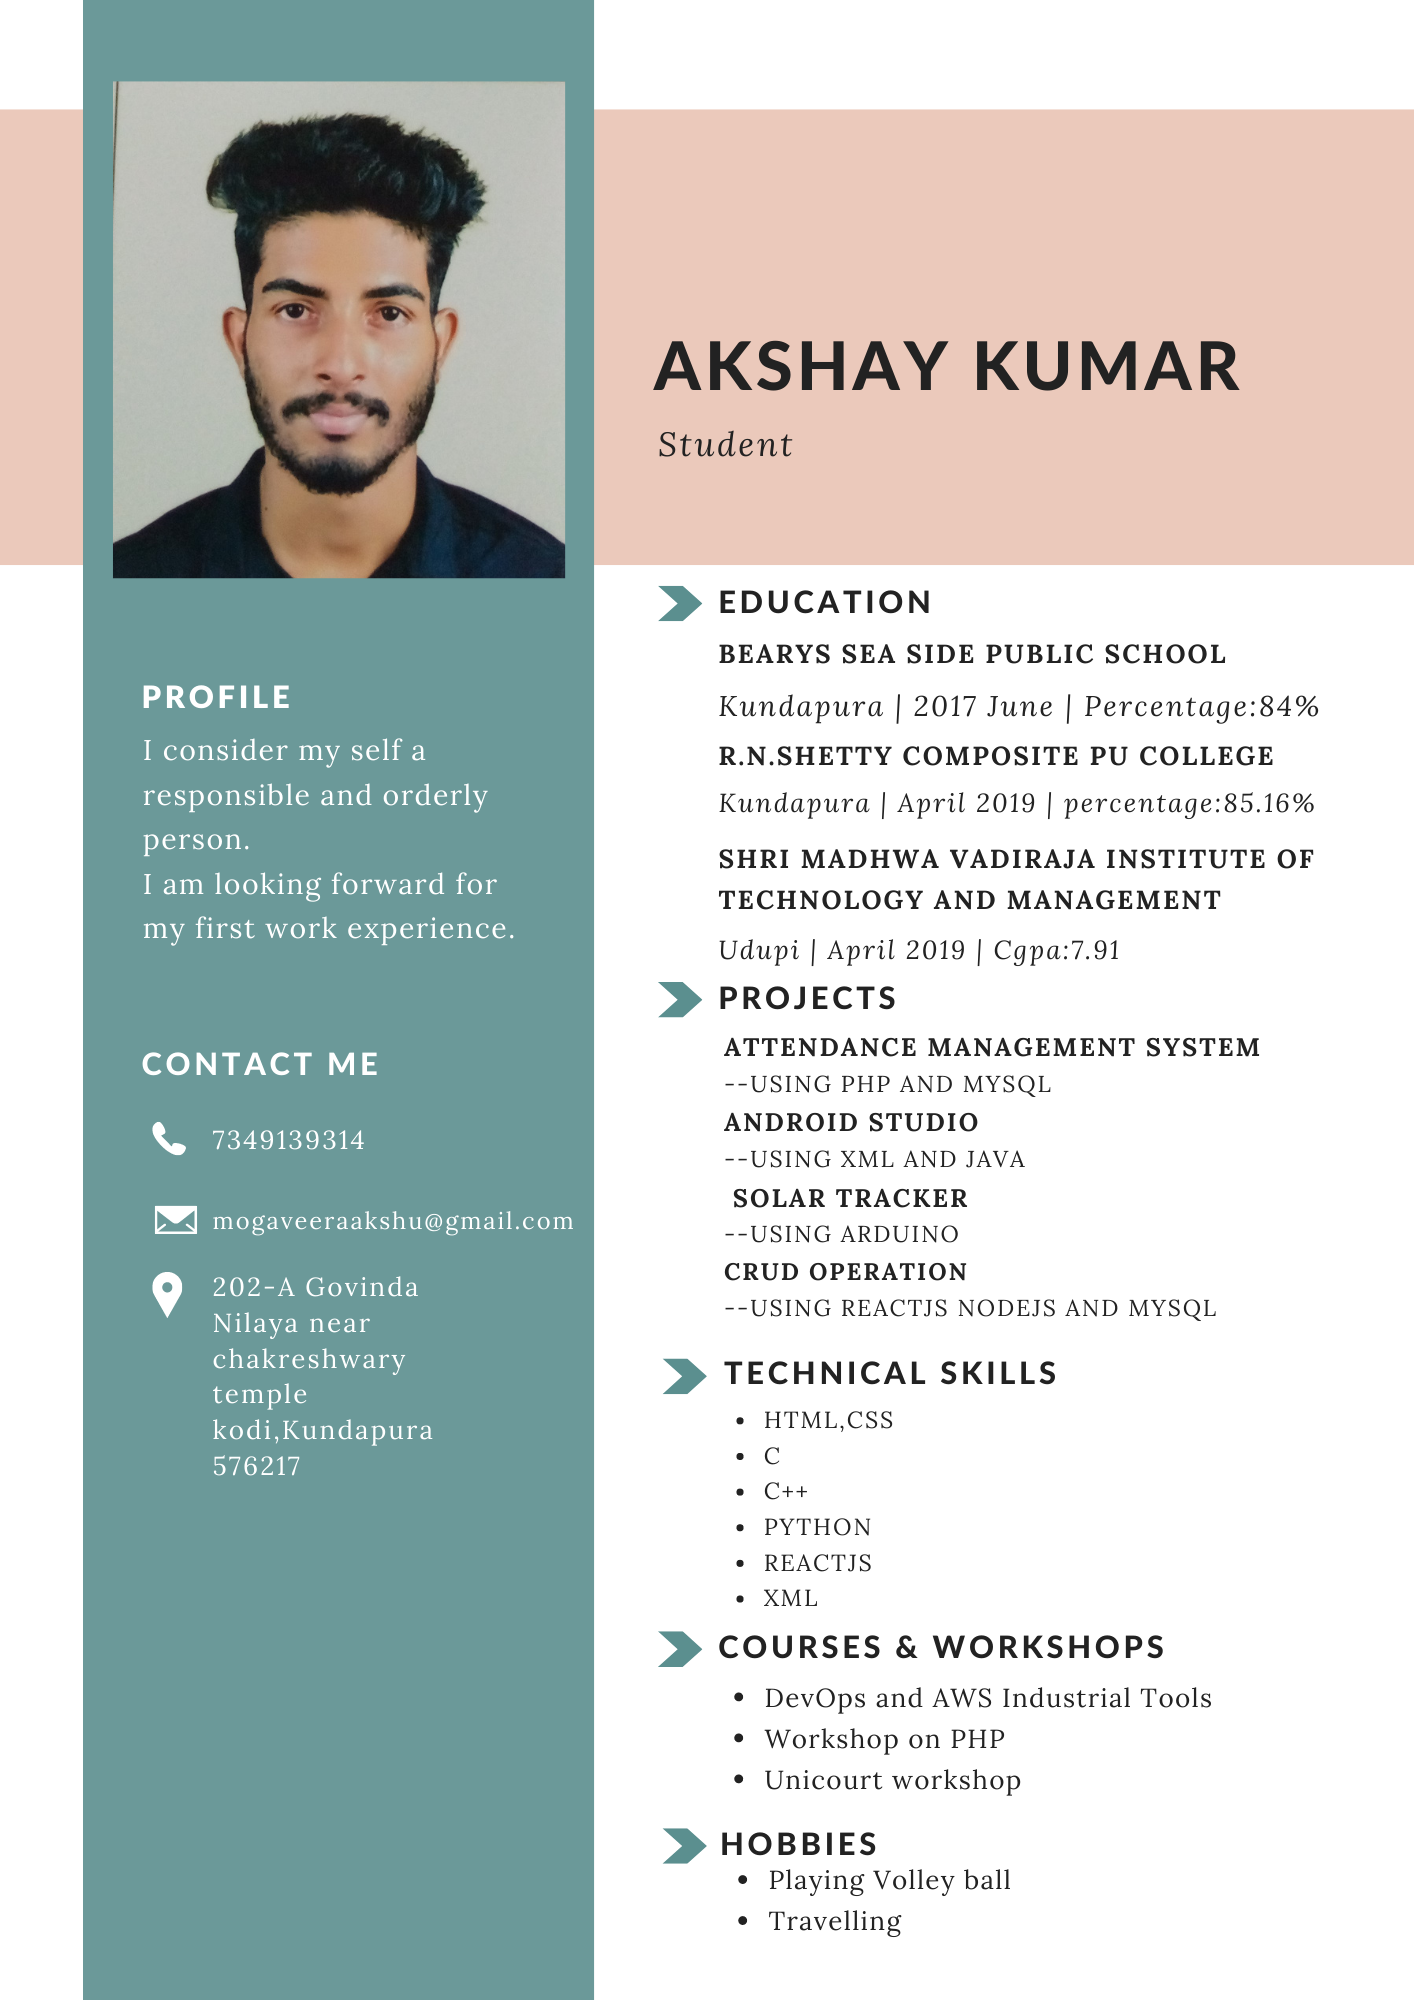 AKSHAY KUMAR
Student
PROFILE
I consider my self a
responsible and orderly
person.
I am looking forward for
my first work experience.
CONTACT ME
7349139314
mogaveeraakshu@gmail.com
202-A Govinda
Nilaya near
chakreshwary
temple
kodi,Kundapura
576217
EDUCATION
BEARYS SEA SIDE PUBLIC SCHOOL
Kundapura | 2017 June | Percentage:84%
R.N.SHETTY COMPOSITE PU COLLEGE
Kundapura | April 2019 | percentage:85.16%
SHRI MADHWA VADIRAJA INSTITUTE OF
TECHNOLOGY AND MANAGEMENT
Udupi | April 2019 | Cgpa:7.91
PROJECTS
ATTENDANCE MANAGEMENT SYSTEM
--USING PHP AND MYSQL
ANDROID STUDIO
--USING XML AND JAVA
SOLAR TRACKER
--USING ARDUINO
CRUD OPERATION
--USING REACTJS NODEJS AND MYSQL
TECHNICAL SKILLS
• HTML,CSS
• C
• C++
• PYTHON
• REACTJS
• XML
COURSES & WORKSHOPS
• DevOps and AWS Industrial Tools
• Workshop on PHP
• Unicourt workshop
HOBBIES
• Playing Volley ball
• Travelling